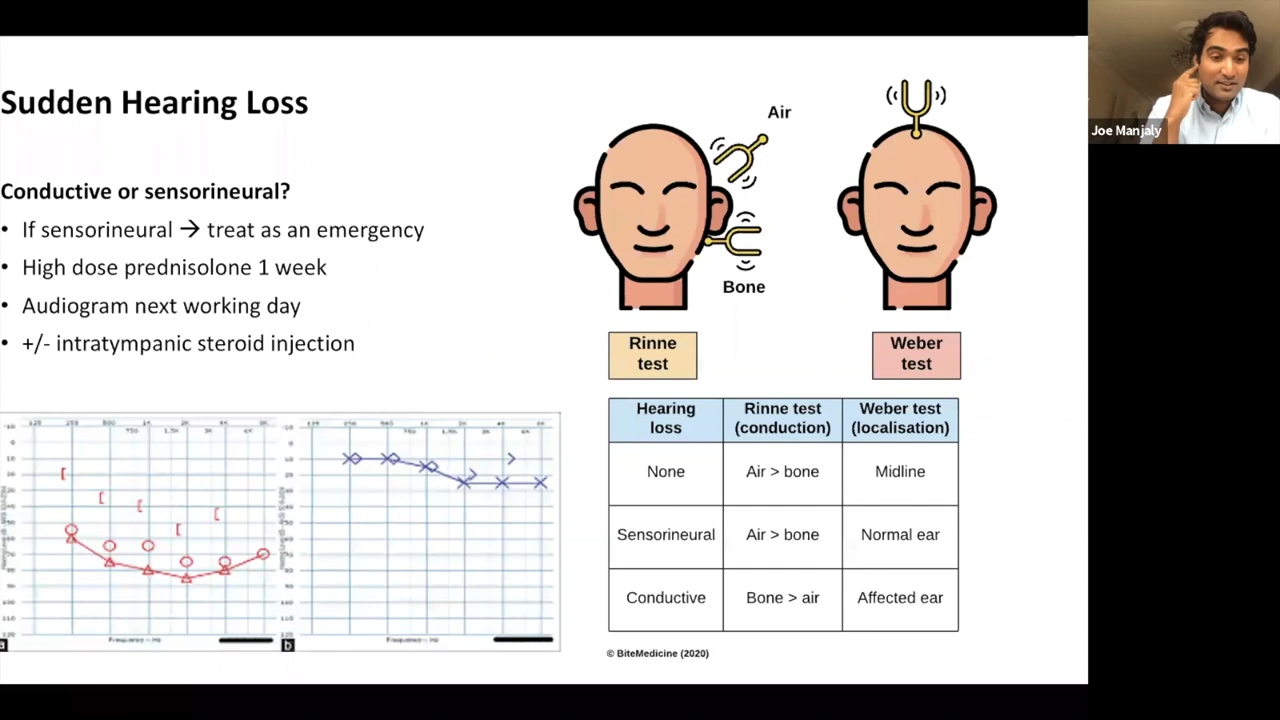 Sudden Hearing Loss
Conductive or sensorineural?
• If sensorineural → treat as an emergency
• High dose prednisolone 1 week
• Audiogram next working day
• +/- intratympanic steroid injection
Air
Bone
Rinne
test
Weber
test
Hearing
loss
Rinne test
(conduction)
Weber test
(localisation)
None
Air > bone
Midline
Sensorineural
Air > bone
Normal ear
Conductive
Bone > air
Affected ear
© BiteMedicine (2020)
Joe Manjaly
a
b